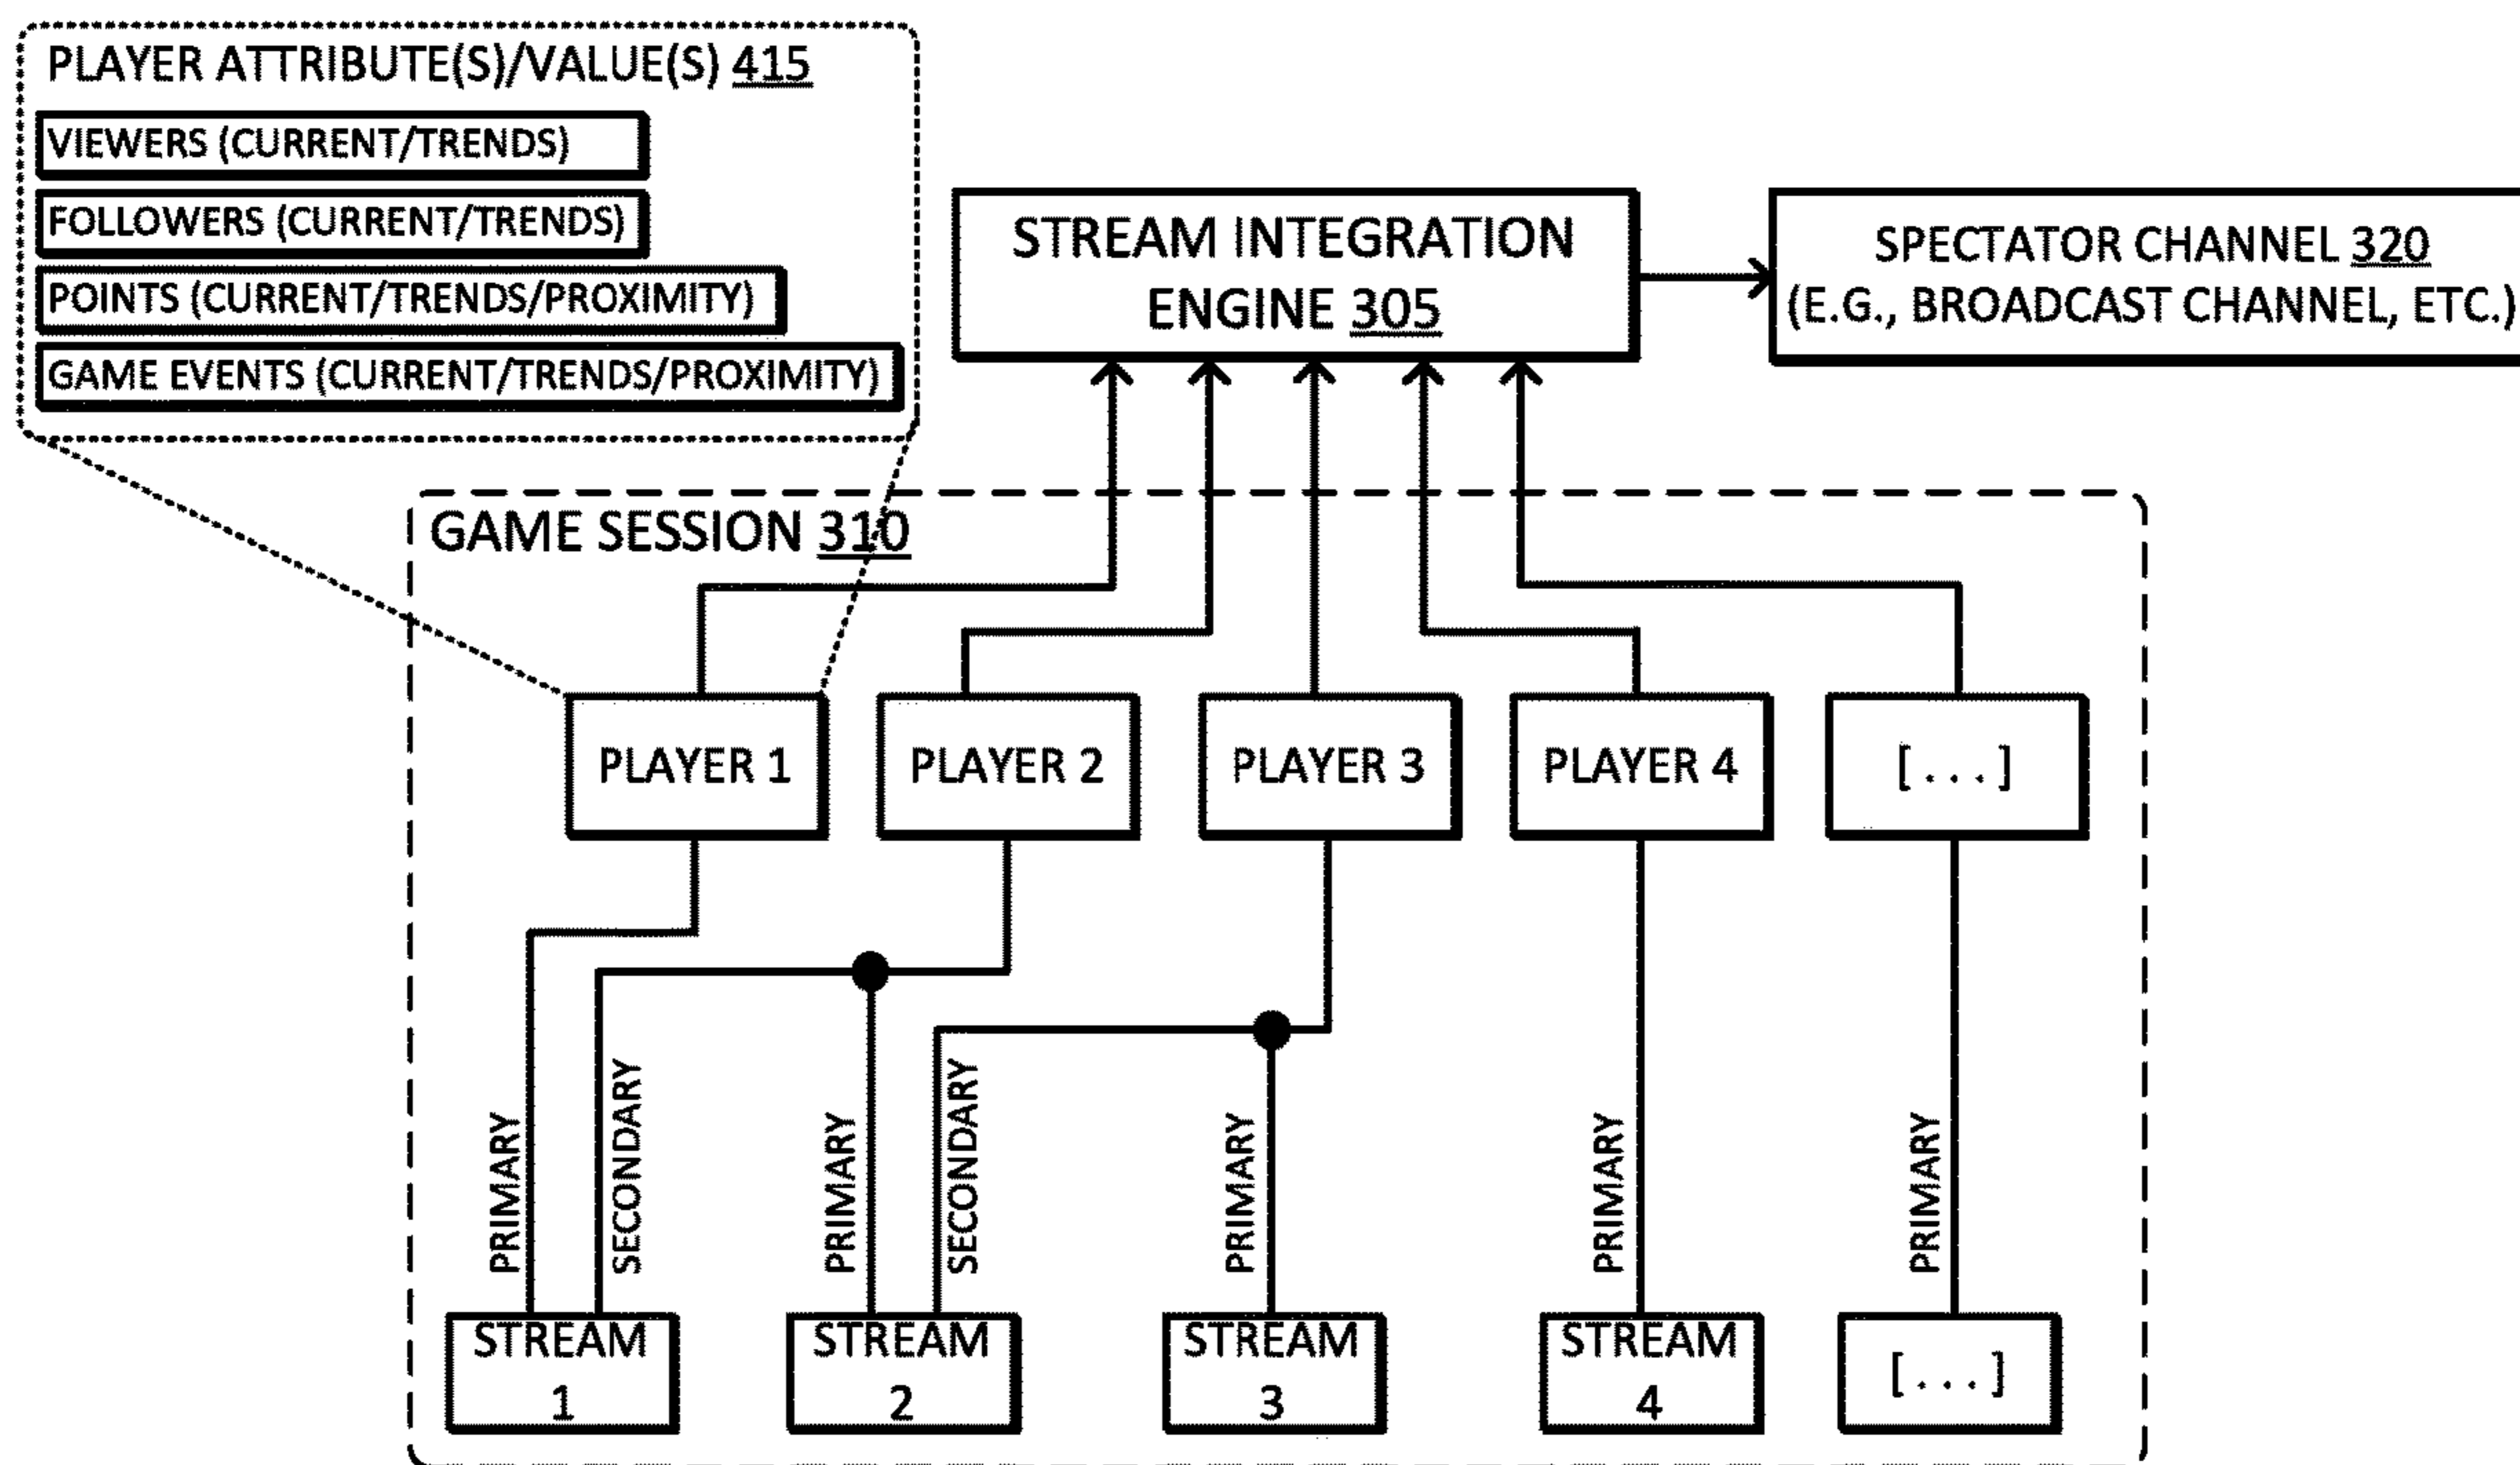 PLAYER ATTRIBUTE(S)/VALUE(S) 415
VIEWERS (CURRENT/TRENDS)
FOLLOWERS (CURRENT/TRENDS)
POINTS (CURRENT/TRENDS/PROXIMITY)
GAME EVENTS (CURRENT/TRENDS/PROXIMITY)
STREAM INTEGRATION
ENGINE 305
SPECTATOR CHANNEL 320
(E.G., BROADCAST CHANNEL, ETC.)
GAME SESSION 310
PLAYER 1
PLAYER 2
PLAYER 3
PLAYER 4
[...]
PRIMARY
SECONDARY
PRIMARY
SECONDARY
PRIMARY
PRIMARY
PRIMARY
STREAM
1
STREAM
2
STREAM
3
STREAM
4
[...]